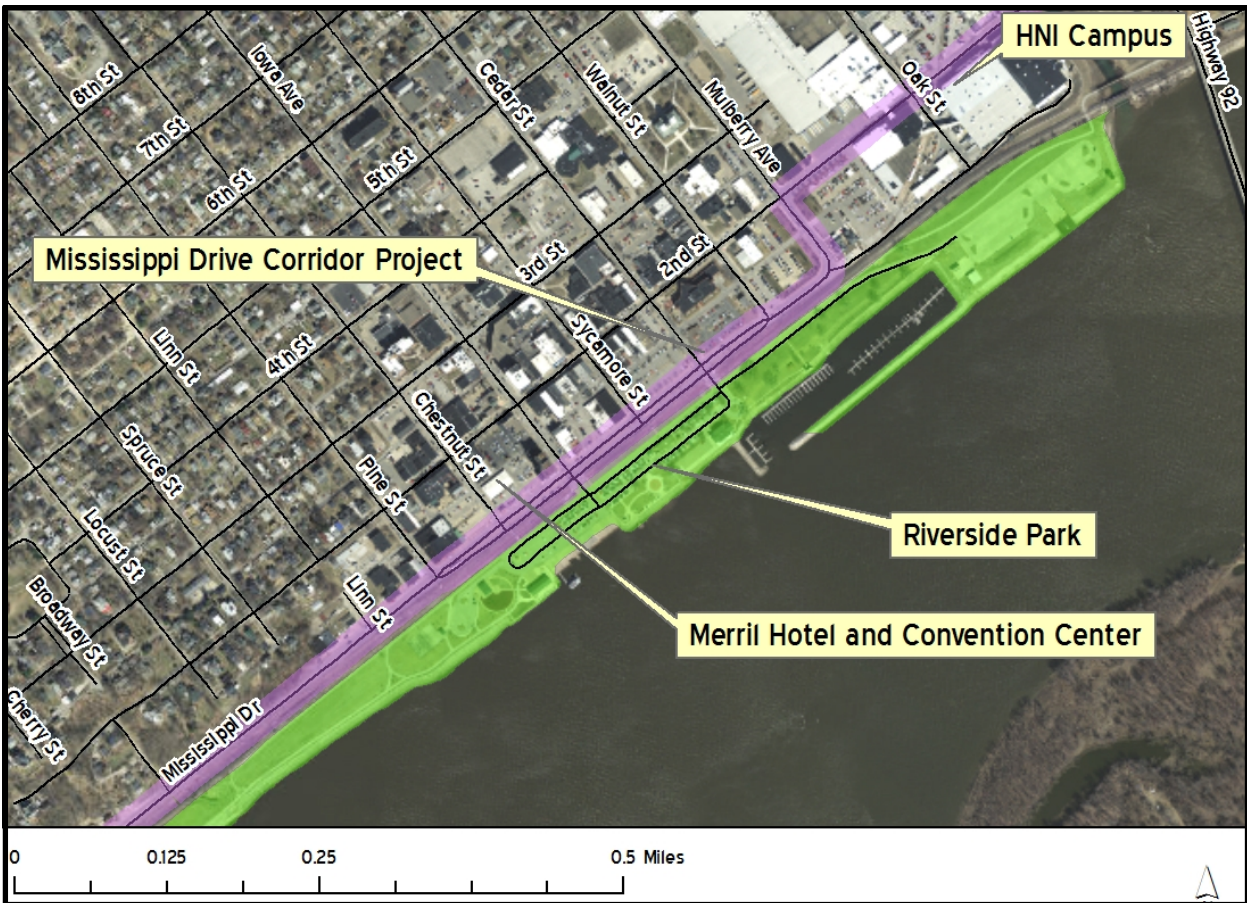 HNI Campus
Highway 92
8th St
Iowa Ave
Cedar St
Walnut St
Mulberry Ave
Oak St.
7th St
6th St
5th St
Mississippi Drive Corridor Project
3rd St
2nd St
Linn St
4th St
Sycamore St
Spruce St
Chestnut St
Pine St
Riverside Park
Locust St
Linn St
Broadway St
Merril Hotel and Convention Center
Cherry St
Mississippi Dr
0 0.125 0.25 0.5 Miles